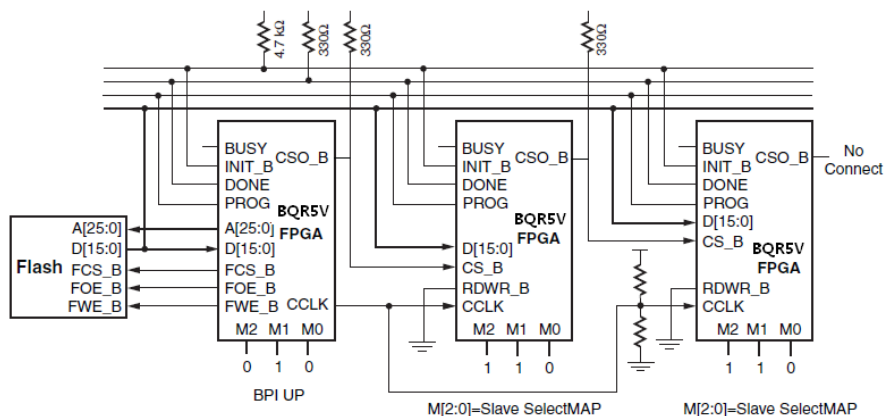 4.7 kΩ
330Ω
330Ω
330Ω
BUSY
CSO_B
INIT_B
DONE
PROG
BQR5V
FPGA
A[25:0]
D[15:0]
FCS_B
FOE_B
FWE_B
CCLK
M2 M1 M0
0 1 0
BPI UP
Flash
A[25:0]
D[15:0]
FCS_B
FOE_B
FWE_B
BUSY
CSO_B
INIT_B
DONE
PROG
BQR5V
FPGA
D[15:0]
CS_B
RDWR_B
CCLK
M2 M1 M0
1 1 0
M[2:0]=Slave SelectMAP
BUSY
CSO_B
INIT_B
DONE
PROG
D[15:0]
CS_B
BQR5V
FPGA
RDWR_B
CCLK
M2 M1 M0
1 1 0
M[2:0]=Slave SelectMAP
No
Connect